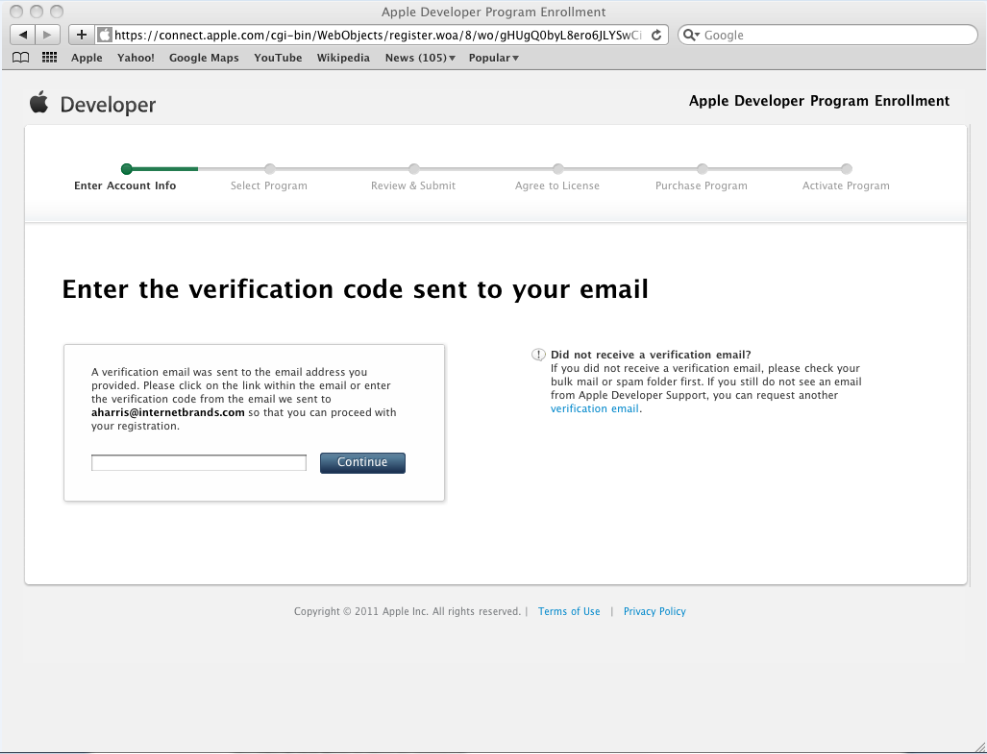 Apple Developer Program Enrollment
https://connect.apple.com/cgi-bin/WebObjects/register.woa/8/wo/gHUgQ0byL8ero6JLYSwCi
Google
Apple Yahoo! Google Maps YouTube Wikipedia News (105) Popular
Developer
Apple Developer Program Enrollment
Enter Account Info Select Program Review & Submit Agree to License Purchase Program Activate Program
Enter the verification code sent to your email
A verification email was sent to the email address you
provided. Please click on the link within the email or enter
the verification code from the email we sent to
aharris@internetbrands.com so that you can proceed with
your registration.
Continue
Did not receive a verification email?
If you did not receive a verification email, please check your
bulk mail or spam folder first. If you still do not see an email
from Apple Developer Support, you can request another
verification email.
Copyright © 2011 Apple Inc. All rights reserved. | Terms of Use | Privacy Policy